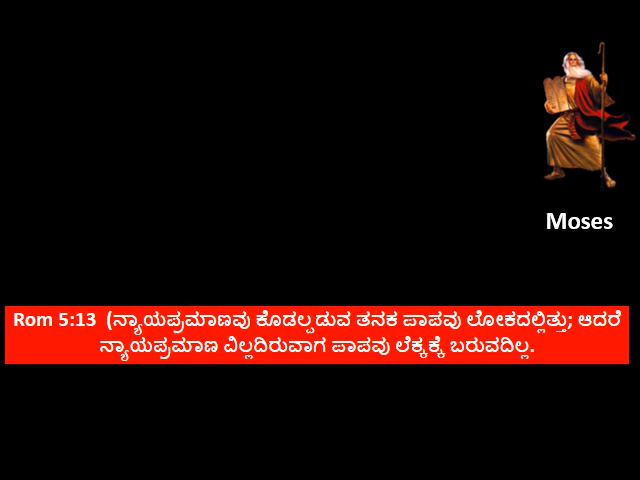 Moses
Rom 5:13 (ನ್ಯಾಯಪ್ರಮಾಣವು ಕೊಡಲ್ಪಡುವ ತನಕ ಪಾಪವು ಲೋಕದಲ್ಲಿತ್ತು; ಆದರೆ
ನ್ಯಾಯಪ್ರಮಾಣ ವಿಲ್ಲದಿರುವಾಗ ಪಾಪವು ಲೆಕ್ಕಕ್ಕೆ ಬರುವದಿಲ್ಲ.